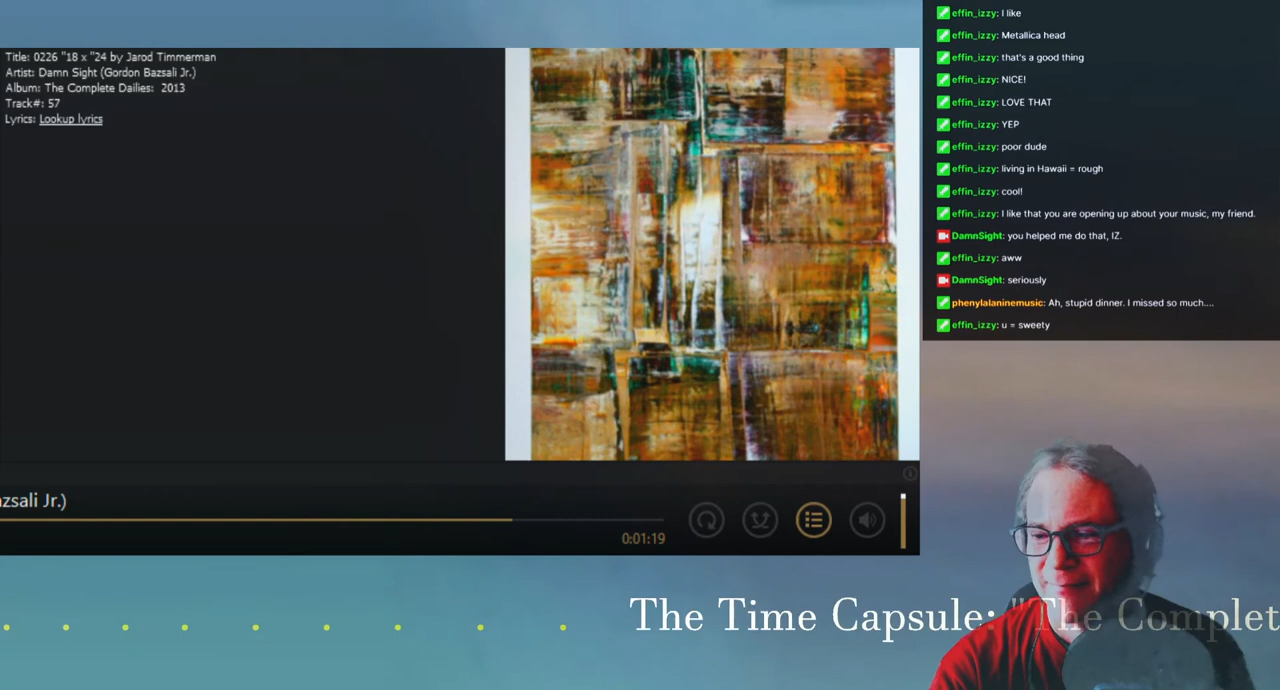 Title: 0226 "18 x "24 by Jarod Timmerman
Artist: Damn Sight (Gordon Bazsali Jr.)
Album: The Complete Dailies: 2013
Track#: 57
Lyrics: Lookup lyrics
azsali Jr.)
0:01:19
effin_izzy: I like
effin_izzy: Metallica head
effin_izzy: that's a good thing
effin_izzy: NICE!
effin_izzy: LOVE THAT
effin_izzy: YEP
effin_izzy: poor dude
effin_izzy: living in Hawaii = rough
effin_izzy: cool!
effin_izzy: I like that you are opening up about your music, my friend.
DamnSight: you helped me do that, IZ.
effin_izzy: aww
DamnSight: seriously
phenylalaninemusic: Ah, stupid dinner. I missed so much....
effin_izzy: u = sweety
The Time Capsule: "The Complet